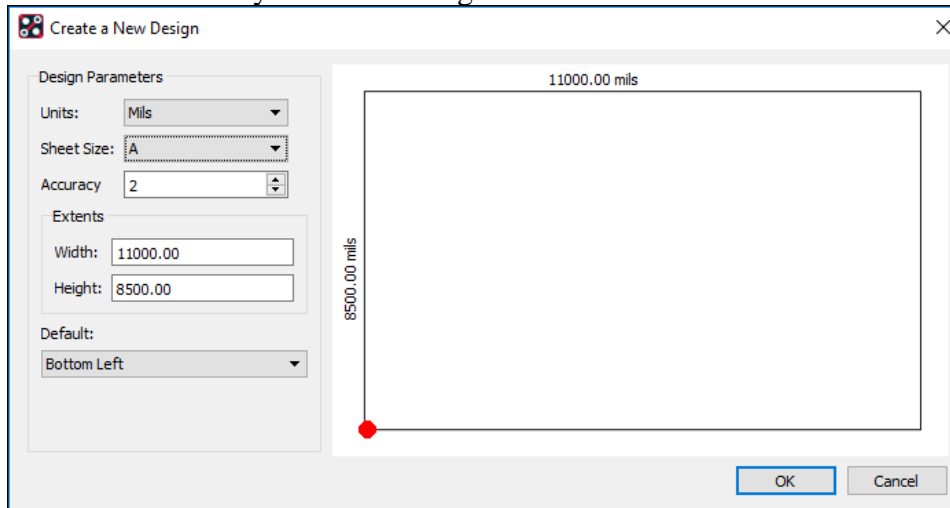 Create a New Design
Design Parameters
Units: Mils
Sheet Size: A
Accuracy 2
Extents
Width: 11000.00
Height: 8500.00
Default:
Bottom Left
11000.00 mils
8500.00 mils
OK Cancel